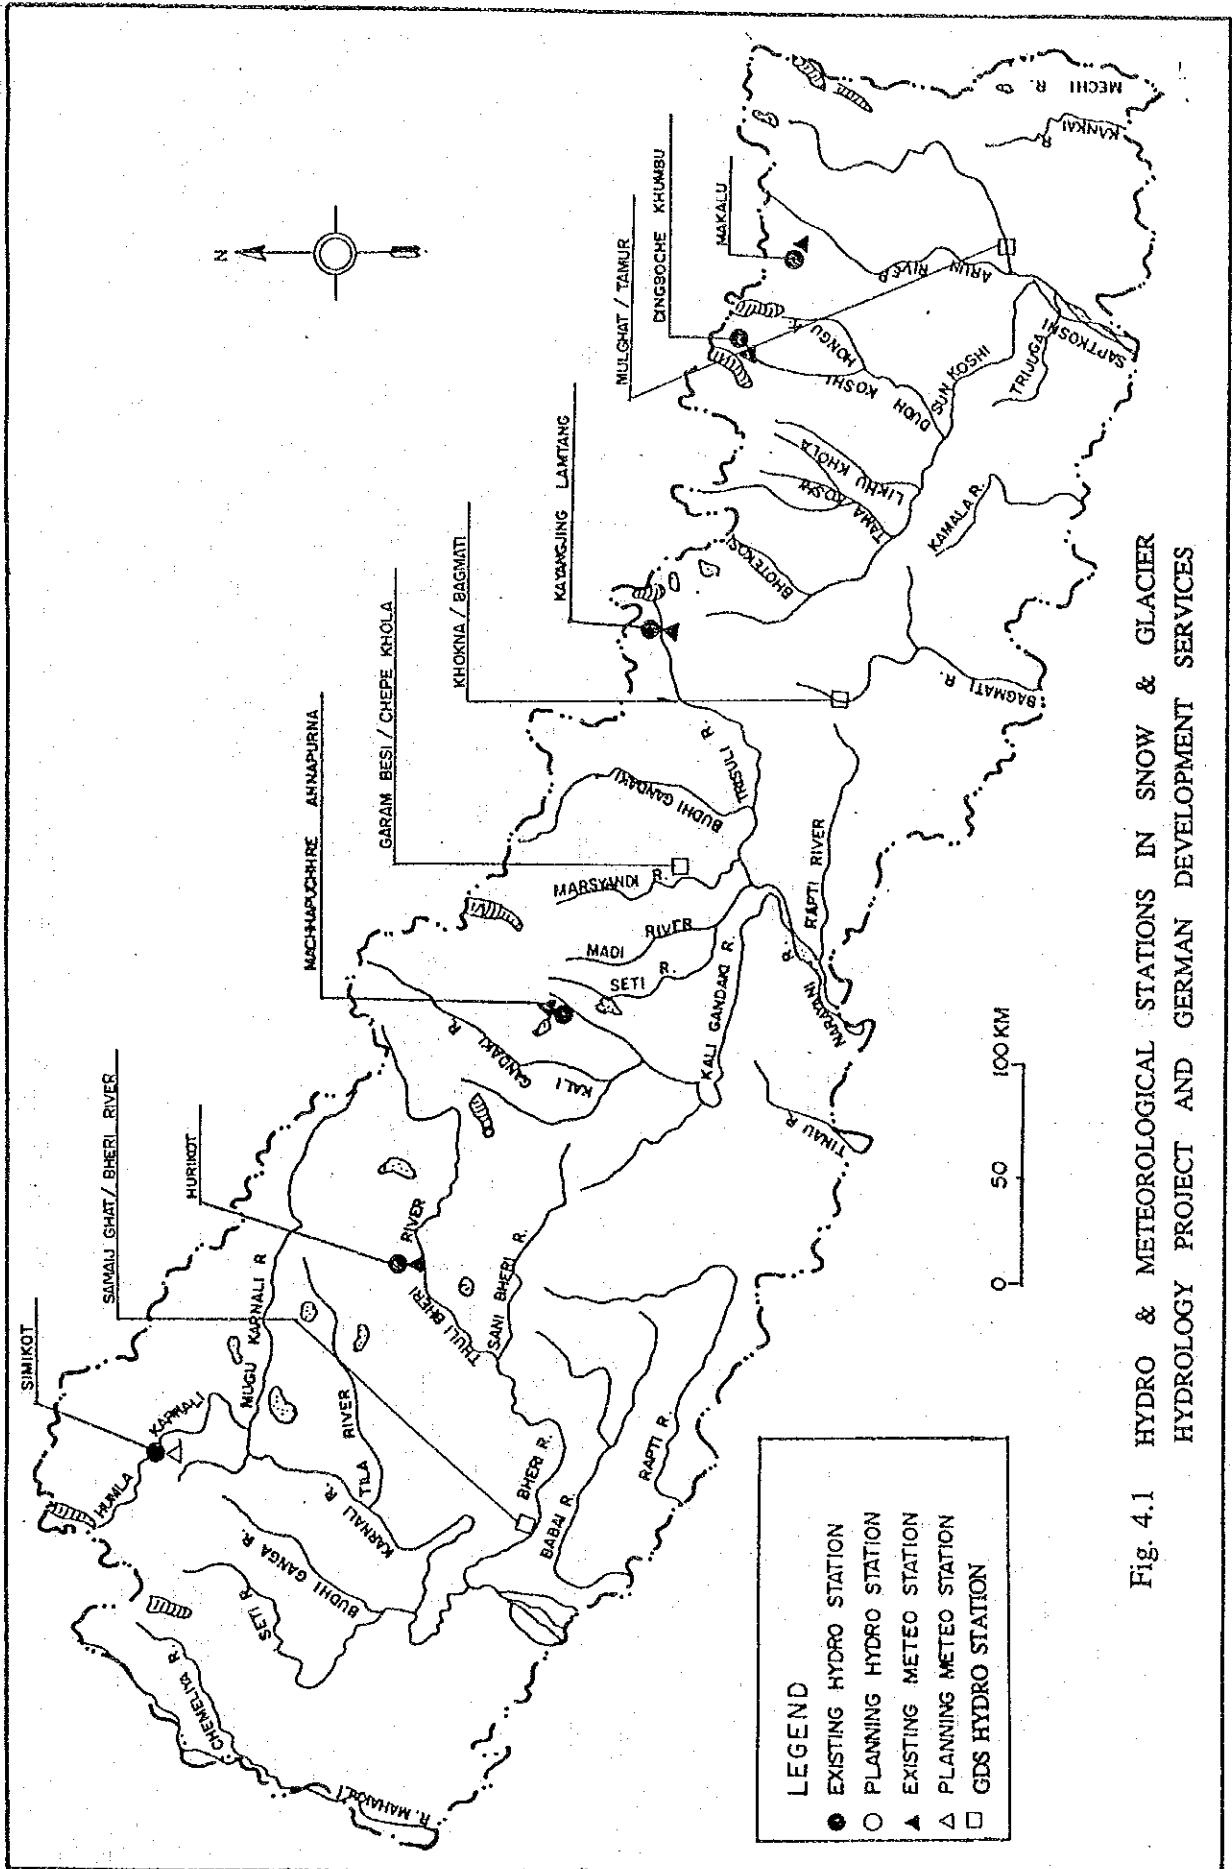 N
SIMIKOT
SAMAIJ GHAT / BHERI RIVER
HURIKOT
MACHHAPUCHHRE ANNAPURNA
GARAM BESI / CHEPE KHOLA
KHOKNA / BAGMATI
KAYANGJING LAMTANG
MULGHAT / TAMUR
DINGBOCHE KHUMBU
MAKALU
R. MAHAKALI
CHEMELIYA R.
SETI R
BUDHI GANGA R.
HUMLA
KARNALI
MUGU KARNALI R
KARNALI R.
TILA RIVER
THULI BHERI RIVER
SANI BHERI R.
BHERI R.
BABAI R.
RAPTI R.
KALI GANDAKI R.
KALI GANDAKI R.
TINAU R
SETI R.
MADI RIVER
MARSYANDI R.
BUDHI GANDAKI
TRISULI R.
NARAYANI R.
RAPTI RIVER
BAGMATI R.
BHOTEKOSI
TAMA KOSHI
LIKHU KHOLA
KAMALA R.
DUDH KOSHI
HONGU R.
SUN KOSHI
TRIJUGA
SAPTKOSHI
ARUN RIVER
KANKAI R
MECHI R.
0 50 100 KM
LEGEND
EXISTING HYDRO STATION
PLANNING HYDRO STATION
EXISTING METEO STATION
PLANNING METEO STATION
GDS HYDRO STATION
Fig. 4.1 HYDRO & METEOROLOGICAL STATIONS IN SNOW & GLACIER
HYDROLOGY PROJECT AND GERMAN DEVELOPMENT SERVICES